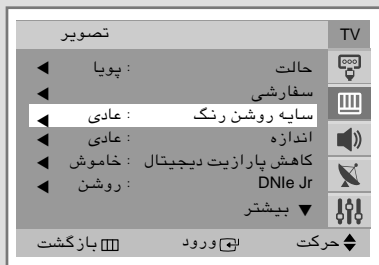 TV
تصویر
حالت : پویا
سفارشی
سایه روشن رنگ : عادی
اندازه : عادی
کاهش پارازیت دیجیتال : خاموش
DNIe Jr : روشن
▼ بیشتر
حرکت ورود بازگشت